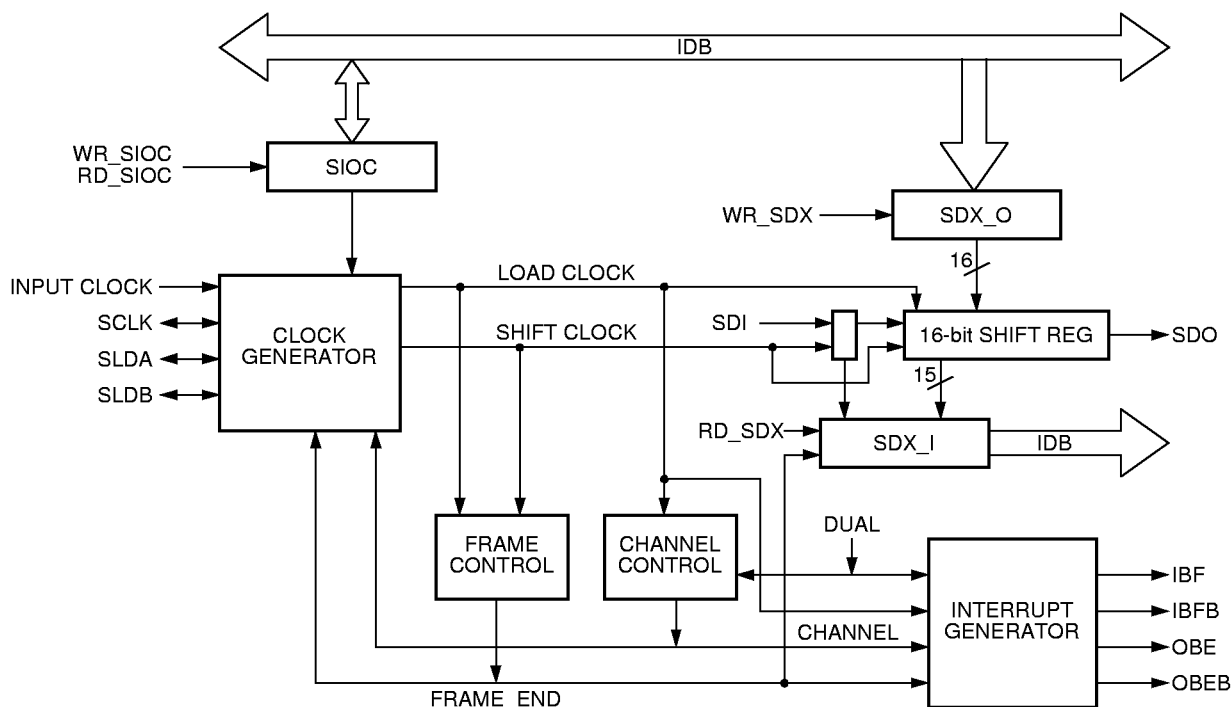 IDB
WR_SIOC
RD_SIOC
SIOC
WR_SDX
SDX_O
16
INPUT CLOCK
SCLK
SLDA
SLDB
CLOCK
GENERATOR
LOAD CLOCK
SHIFT CLOCK
SDI
16-bit SHIFT REG
SDO
15
RD_SDX
SDX_I
IDB
FRAME
CONTROL
CHANNEL
CONTROL
DUAL
INTERRUPT
GENERATOR
IBF
IBFB
OBE
OBEB
CHANNEL
FRAME END